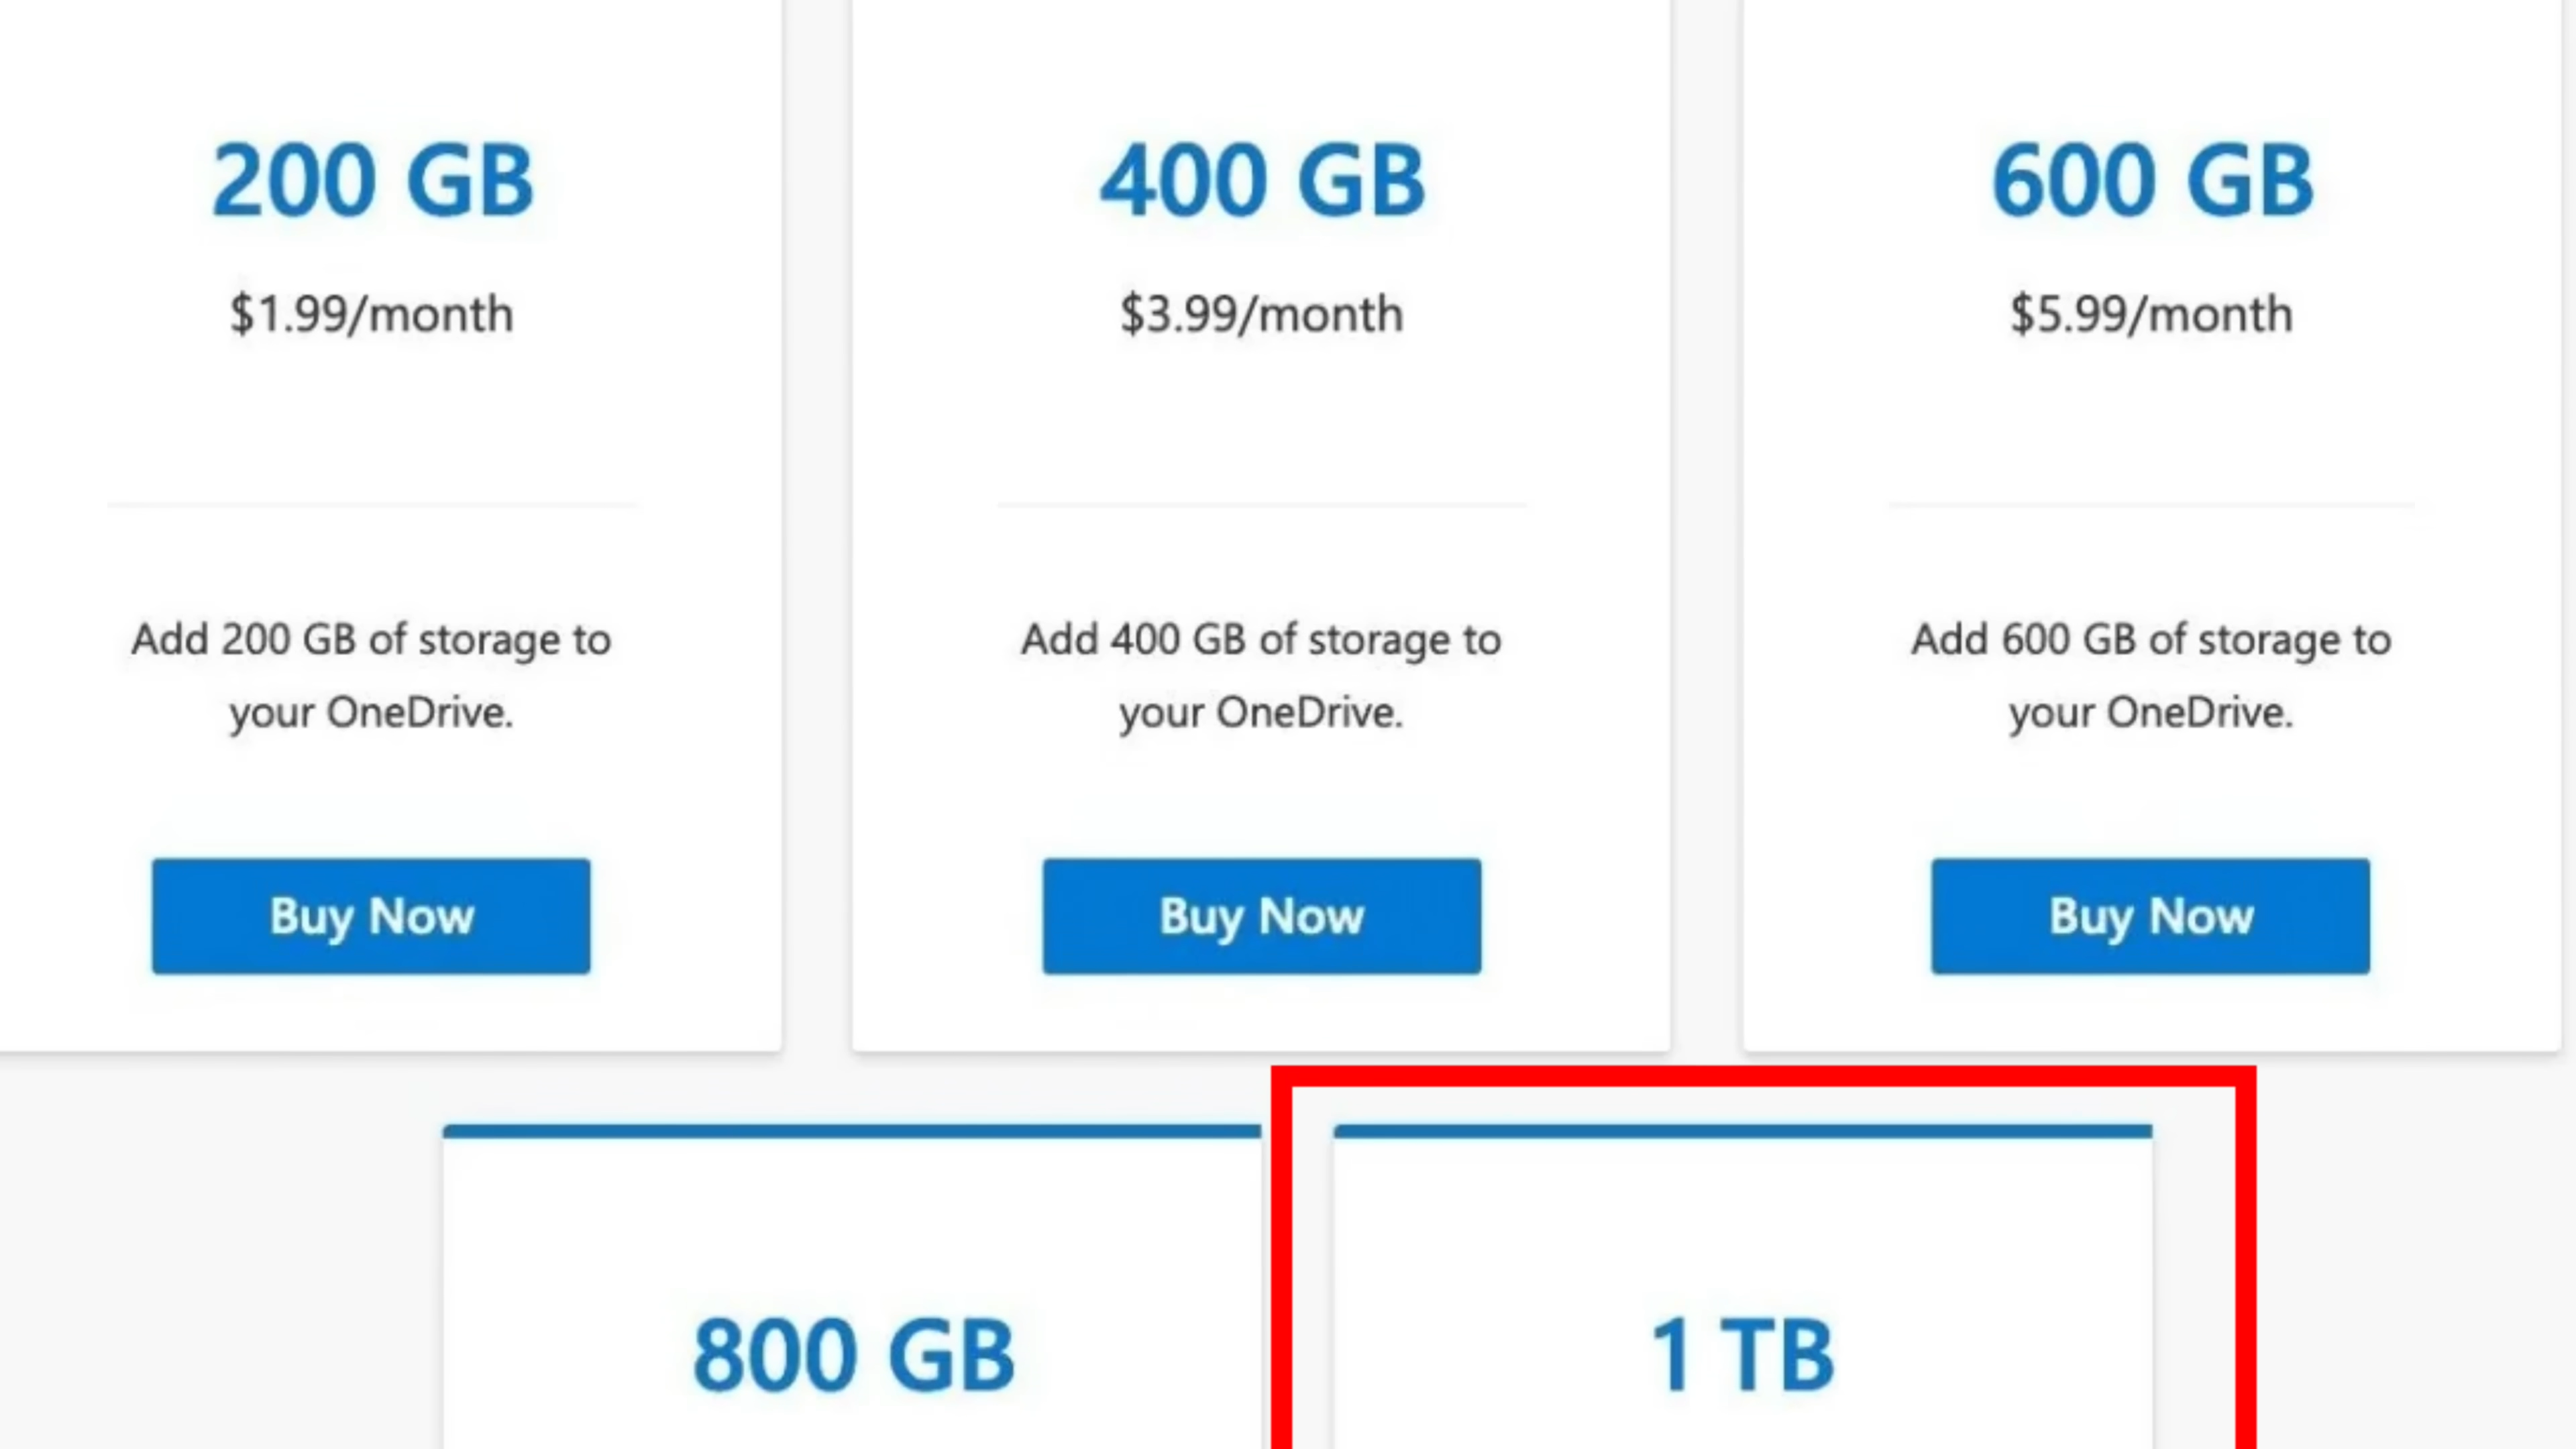 200 GB
$1.99/month
Add 200 GB of storage to
your OneDrive.
Buy Now
400 GB
$3.99/month
Add 400 GB of storage to
your OneDrive.
Buy Now
600 GB
$5.99/month
Add 600 GB of storage to
your OneDrive.
Buy Now
800 GB
1 TB